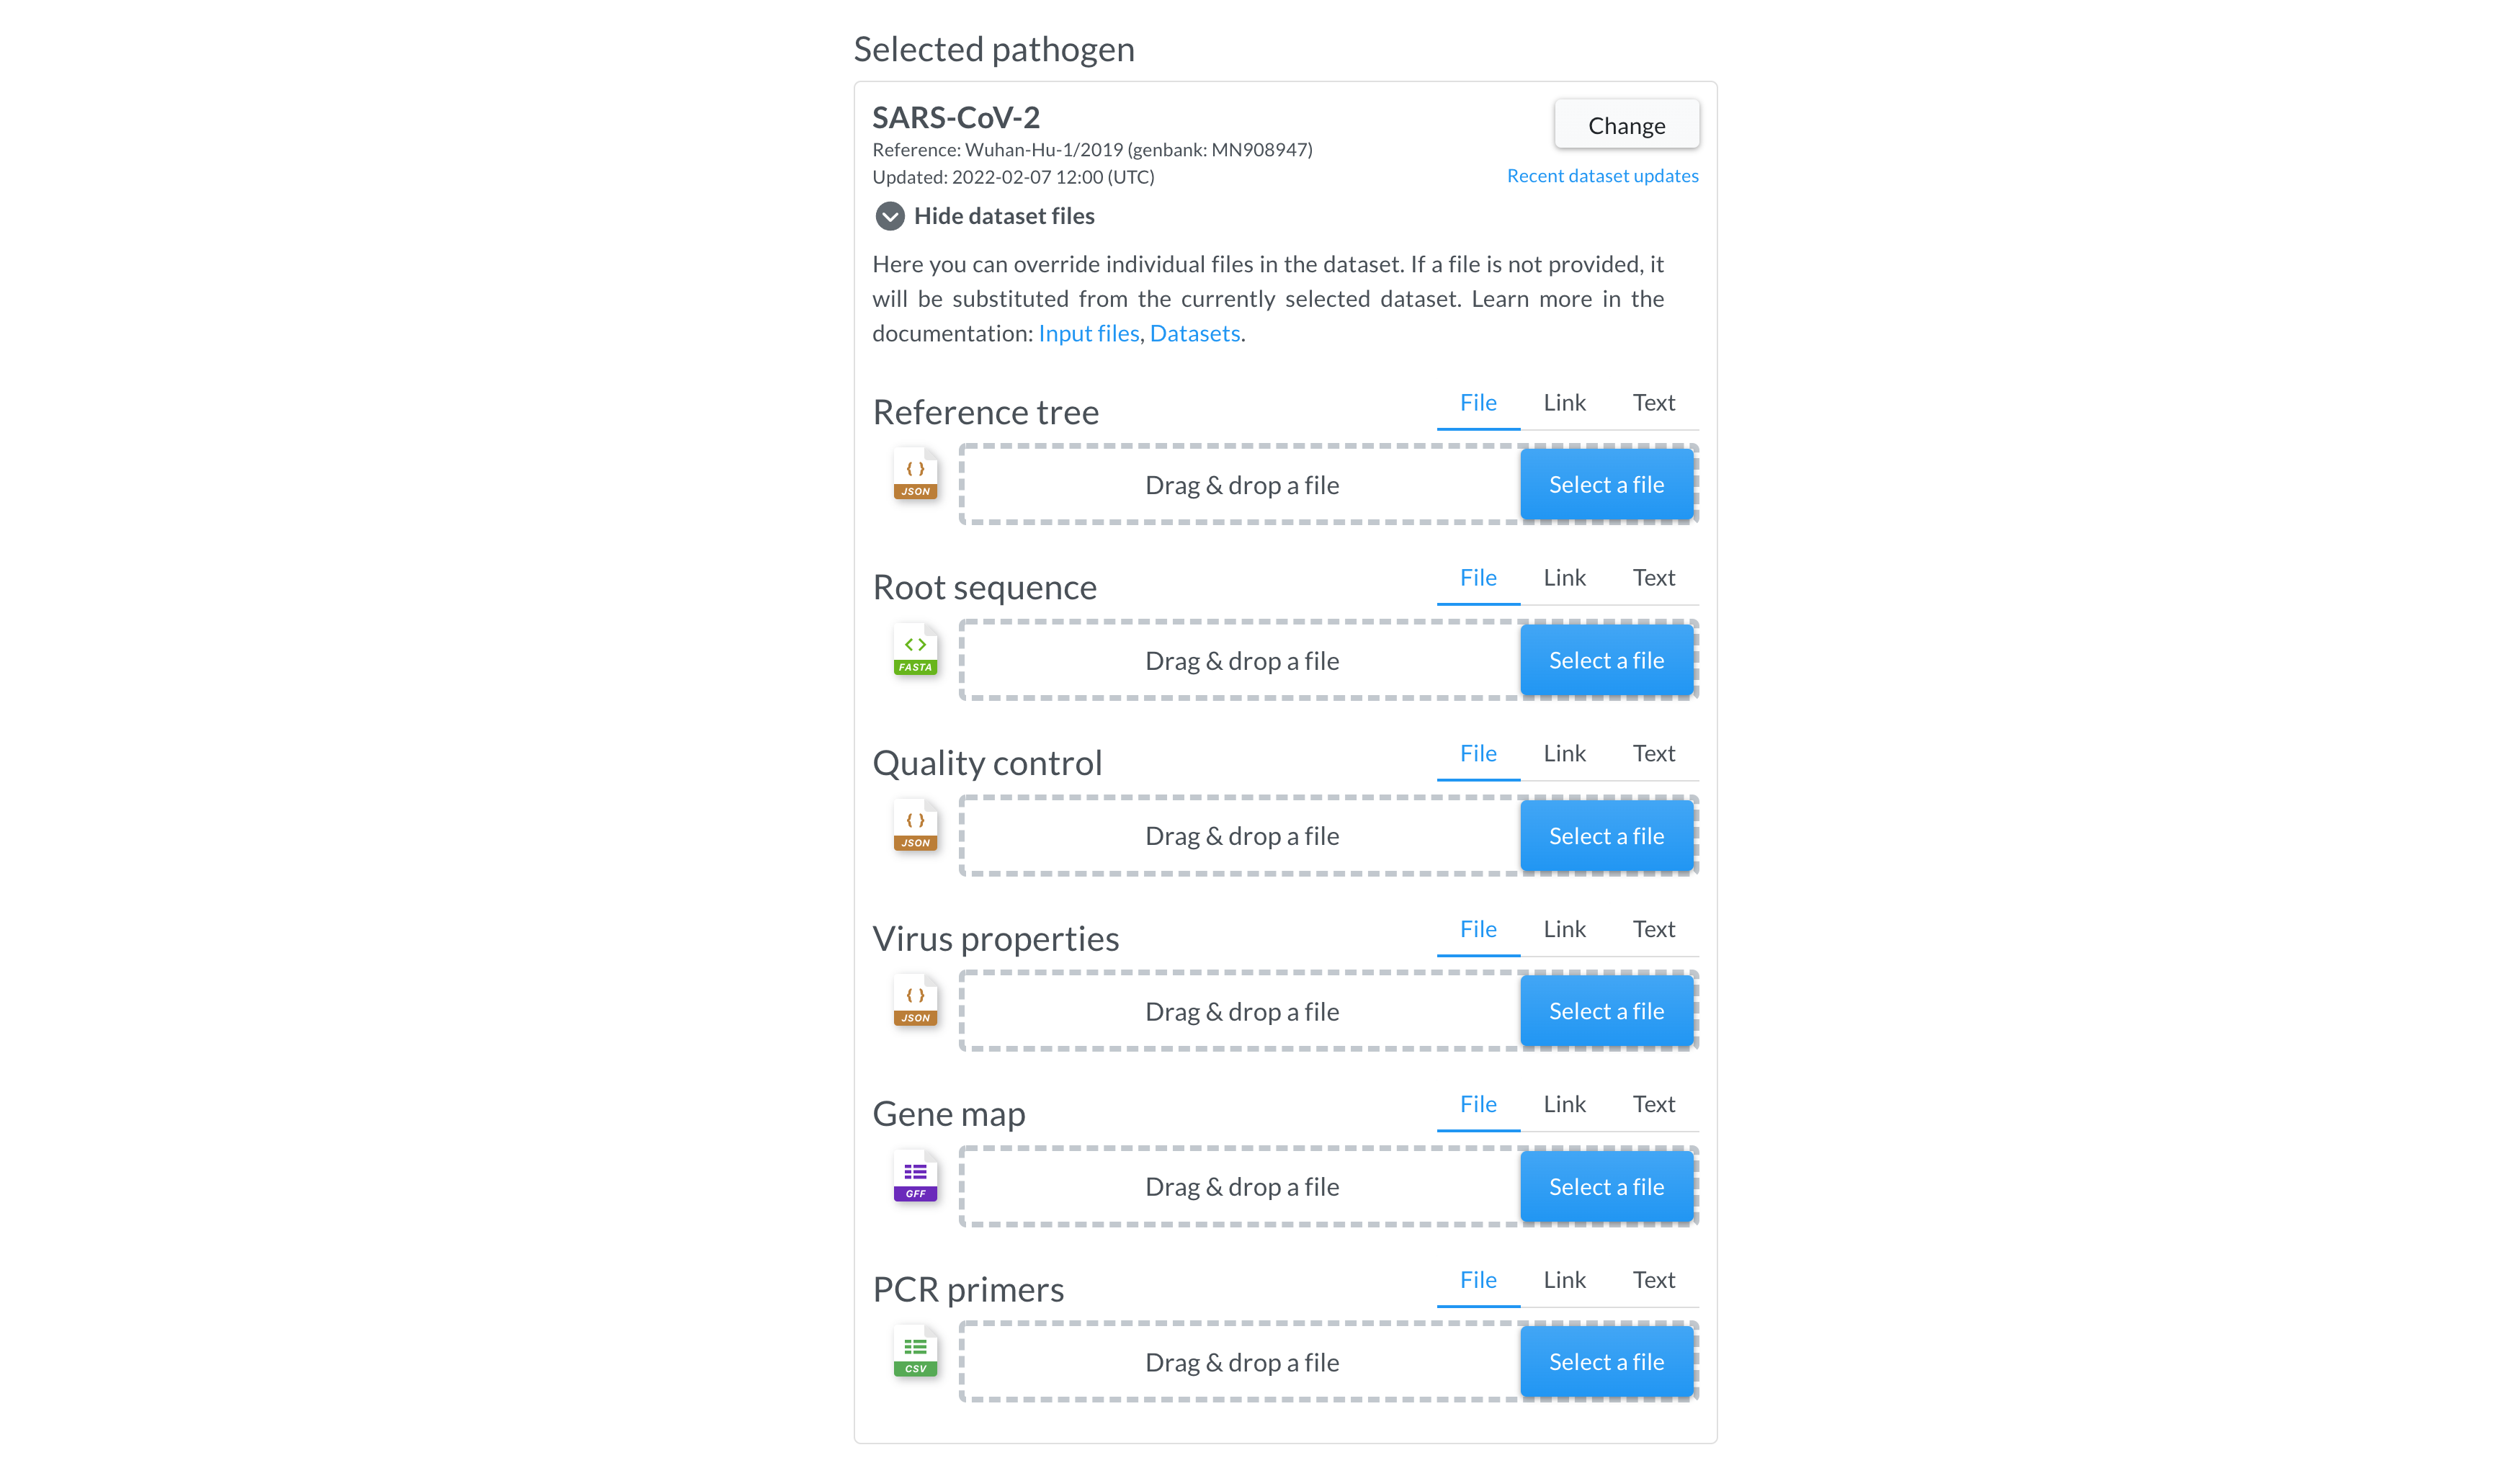 Selected pathogen
SARS-CoV-2
Change
Reference: Wuhan-Hu-1/2019 (genbank: MN908947)
Updated: 2022-02-07 12:00 (UTC)
Recent dataset updates
Hide dataset files
Here you can override individual files in the dataset. If a file is not provided, it
will be substituted from the currently selected dataset. Learn more in the
documentation: Input files, Datasets.
Reference tree
File Link Text
JSON
Drag & drop a file
Select a file
Root sequence
File Link Text
FASTA
Drag & drop a file
Select a file
Quality control
File Link Text
JSON
Drag & drop a file
Select a file
Virus properties
File Link Text
JSON
Drag & drop a file
Select a file
Gene map
File Link Text
GFF
Drag & drop a file
Select a file
PCR primers
File Link Text
CSV
Drag & drop a file
Select a file